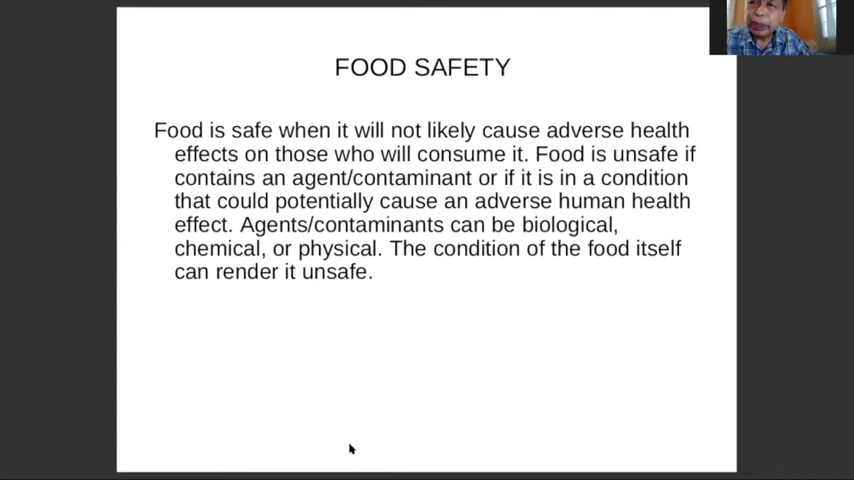 FOOD SAFETY
Food is safe when it will not likely cause adverse health
effects on those who will consume it. Food is unsafe if
contains an agent/contaminant or if it is in a condition
that could potentially cause an adverse human health
effect. Agents/contaminants can be biological,
chemical, or physical. The condition of the food itself
can render it unsafe.